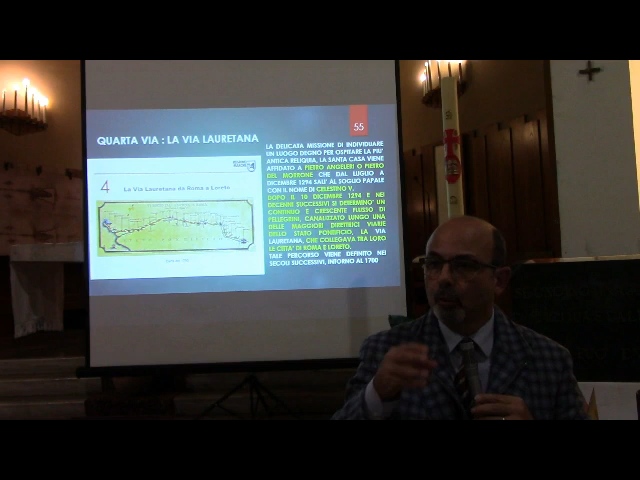 55
QUARTA VIA : LA VIA LAURETANA
4
La Via Lauretana da Roma a Loreto
LA DELICATA MISSIONE DI INDIVIDUARE
UN LUOGO DEGNO PER OSPITARE LA PIU'
ANTICA RELIQUIA, LA SANTA CASA VIENE
AFFIDATO A PIETRO ANGELERI O PIETRO
DEL MORRONE CHE DAL LUGLIO A
DICEMBRE 1294 SALI' AL SOGLIO PAPALE
CON IL NOME DI CELESTINO V.
DOPO IL 10 DICEMBRE 1294 E NEI
DECENNI SUCCESSIVI SI DETERMINO' UN
CONTINUO E CRESCENTE FLUSSO DI
PELLEGRINI, CANALIZZATO LUNGO UNA
DELLE MAGGIORI DIRETTRICI VIARIE
DELLO STATO PONEFICIO, LA VIA
LAURETANA, CHE COLLEGAVA TRA LORO
LE CITTA' DI ROMA E LORETO.
TALE PERCORSO VIENE DEFINITO NEI
SECOLI SUCCESSIVI, INTORNO AL 1700